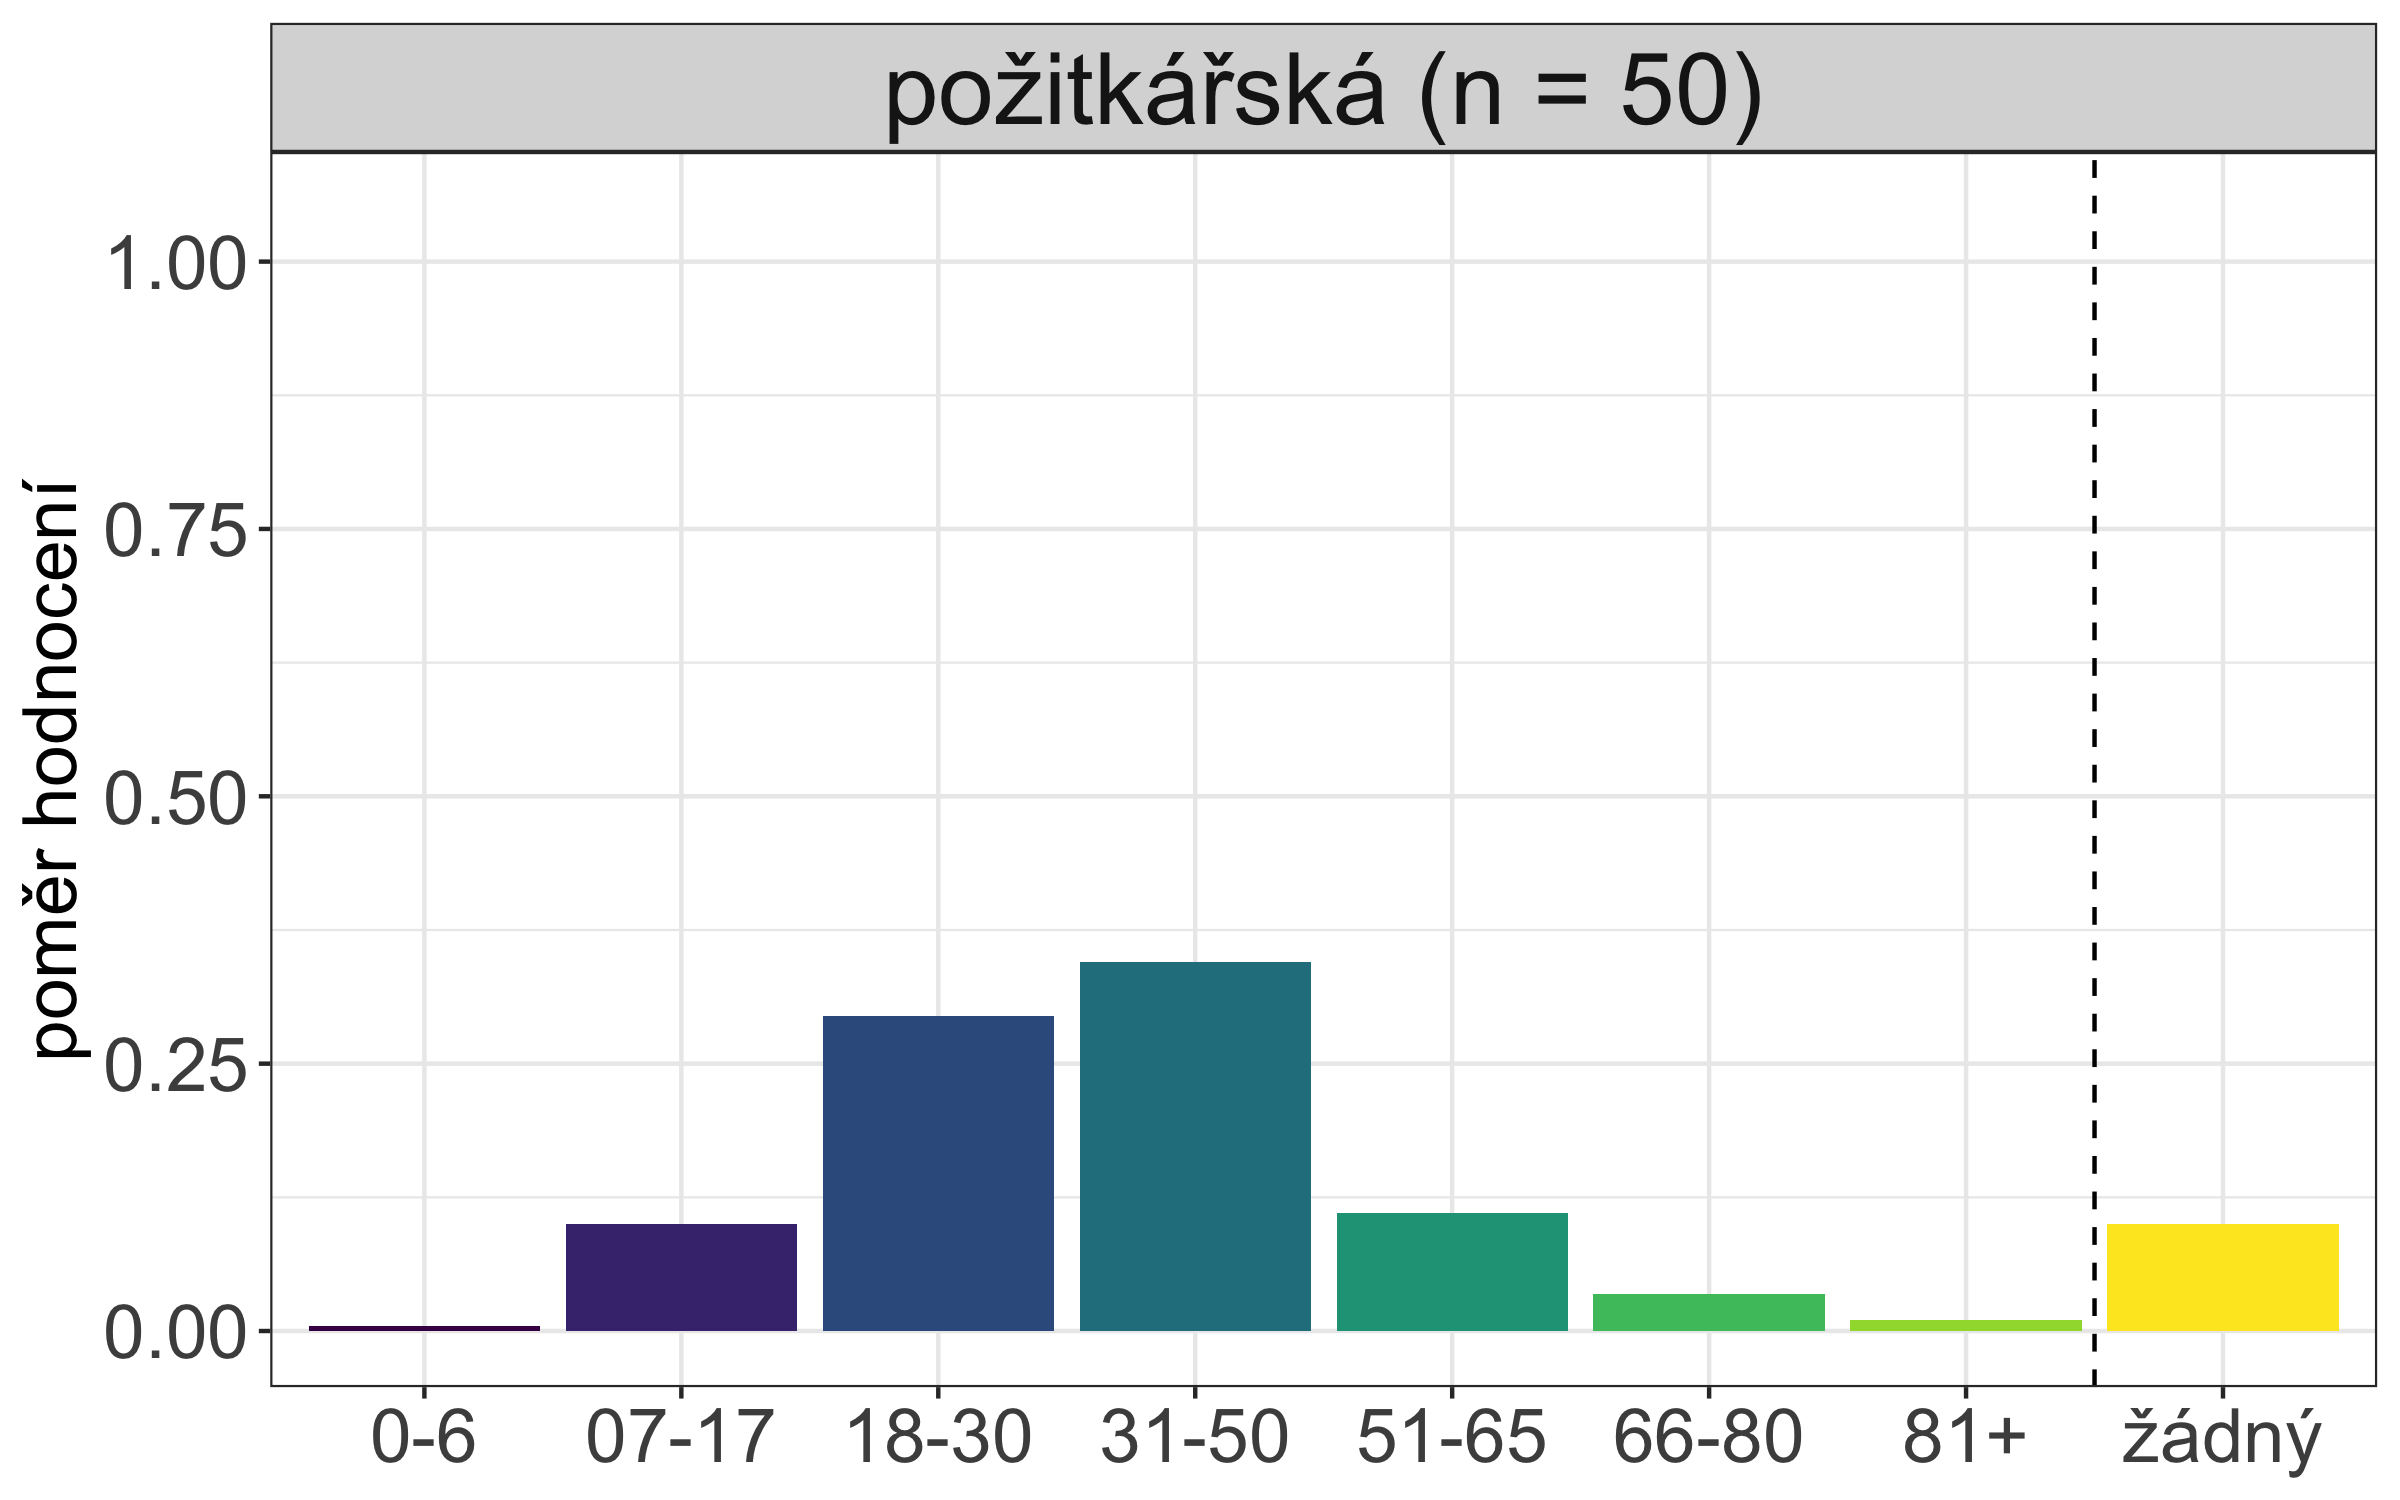 požitkářská (n = 50)
poměr hodnocení
1.00
0.75
0.50
0.25
0.00
0-6 07-17 18-30 31-50 51-65 66-80 81+ žádný